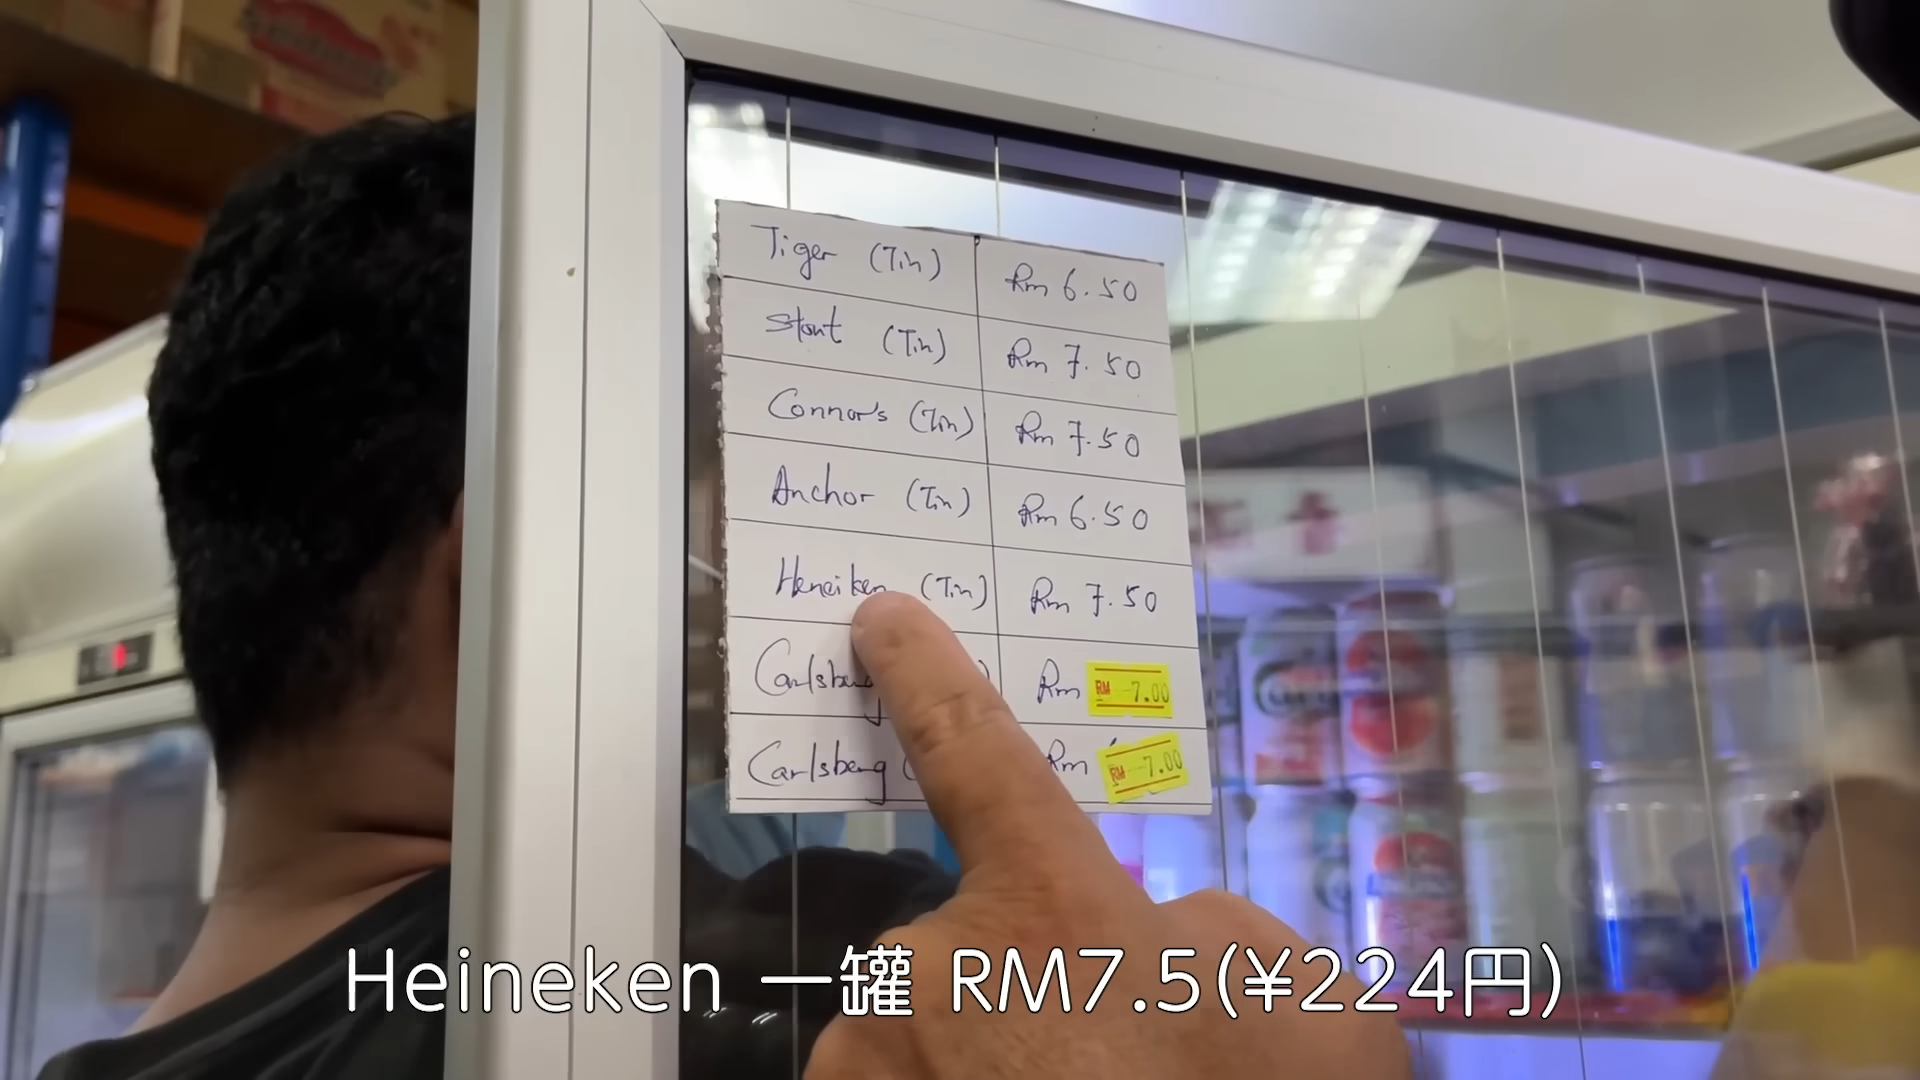 Tiger (Tin) Rm 6.50
Stout (Tin) Rm 7.50
Connor's (Tin) Rm 7.50
Anchor (Tin) Rm 6.50
Heneiken (Tin) Rm 7.50
Carlsberg Rm RM 7.00
Carlsberg Rm RM 7.00
Heineken 一罐 RM7.5(¥224円)